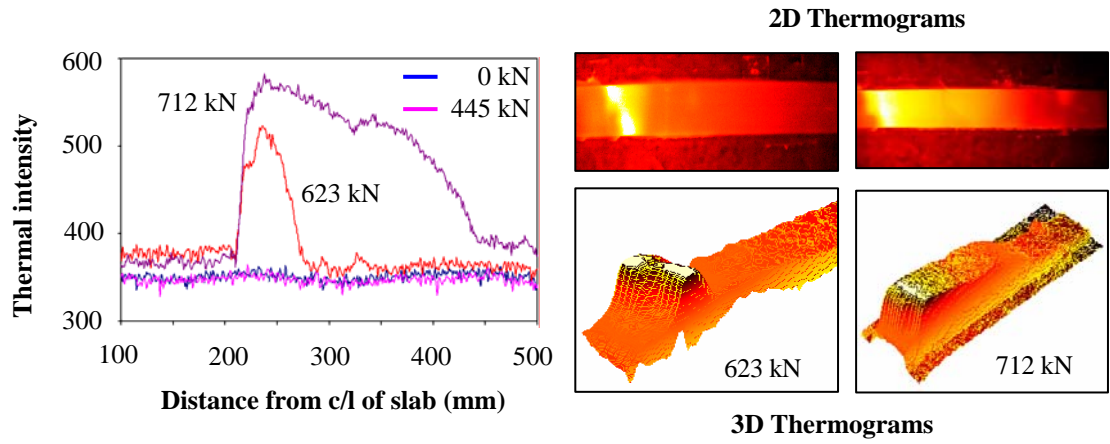 2D Thermograms
600
500
400
300
Thermal intensity
0 kN
445 kN
712 kN
623 kN
100 200 300 400 500
Distance from c/l of slab (mm)
623 kN
712 kN
3D Thermograms